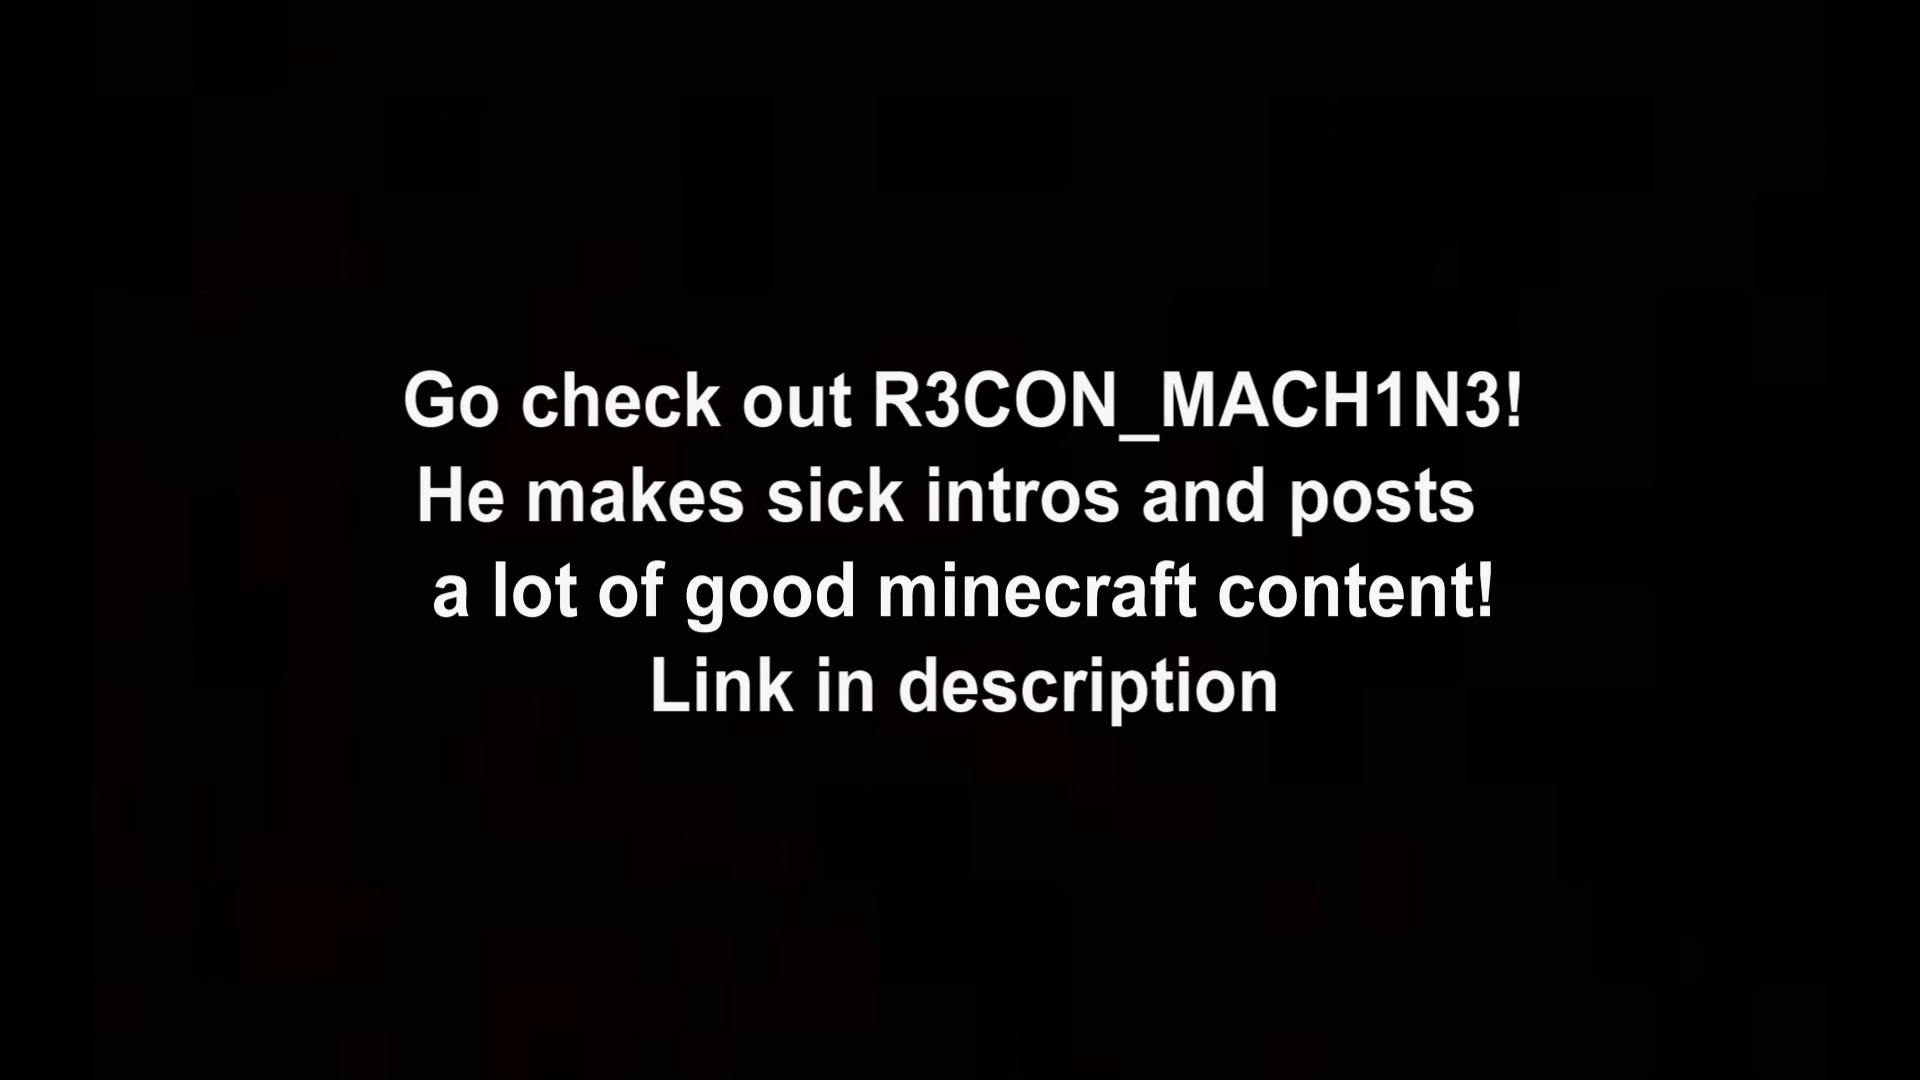 Go check out R3CON_MACH1N3!
He makes sick intros and posts
a lot of good minecraft content!
Link in description